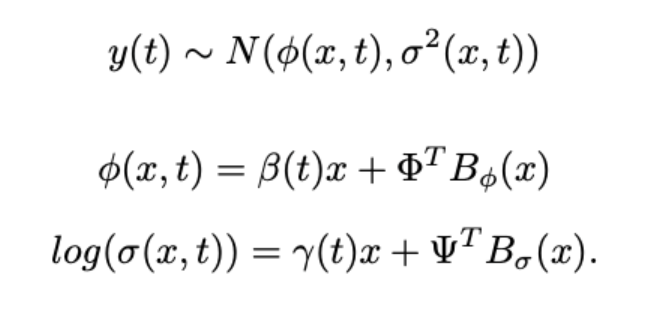 y(t) ∼ N(ϕ(x, t), σ²(x, t))
ϕ(x, t) = β(t)x + Φᵀ B_ϕ(x)
log(σ(x, t)) = γ(t)x + Ψᵀ B_σ(x).